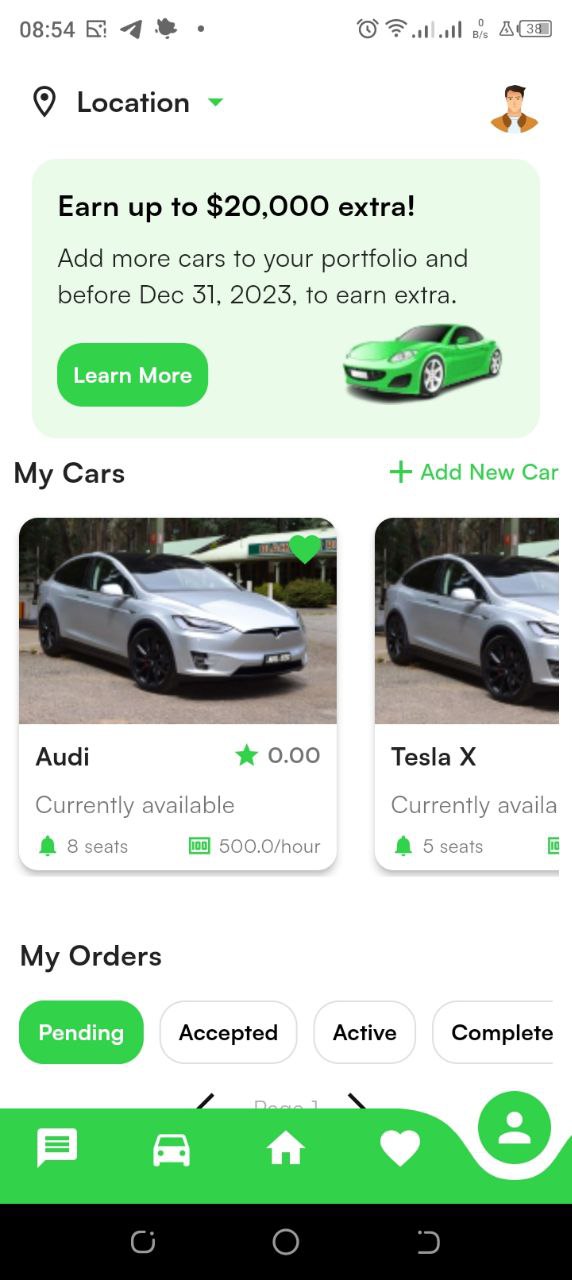 08:54
0
B/s
38
Location
Earn up to $20,000 extra!
Add more cars to your portfolio and
before Dec 31, 2023, to earn extra.
Learn More
My Cars
+ Add New Car
Audi
0.00
Tesla X
Currently available
Currently availa
8 seats
500.0/hour
5 seats
My Orders
Pending
Accepted
Active
Complete
Page 1